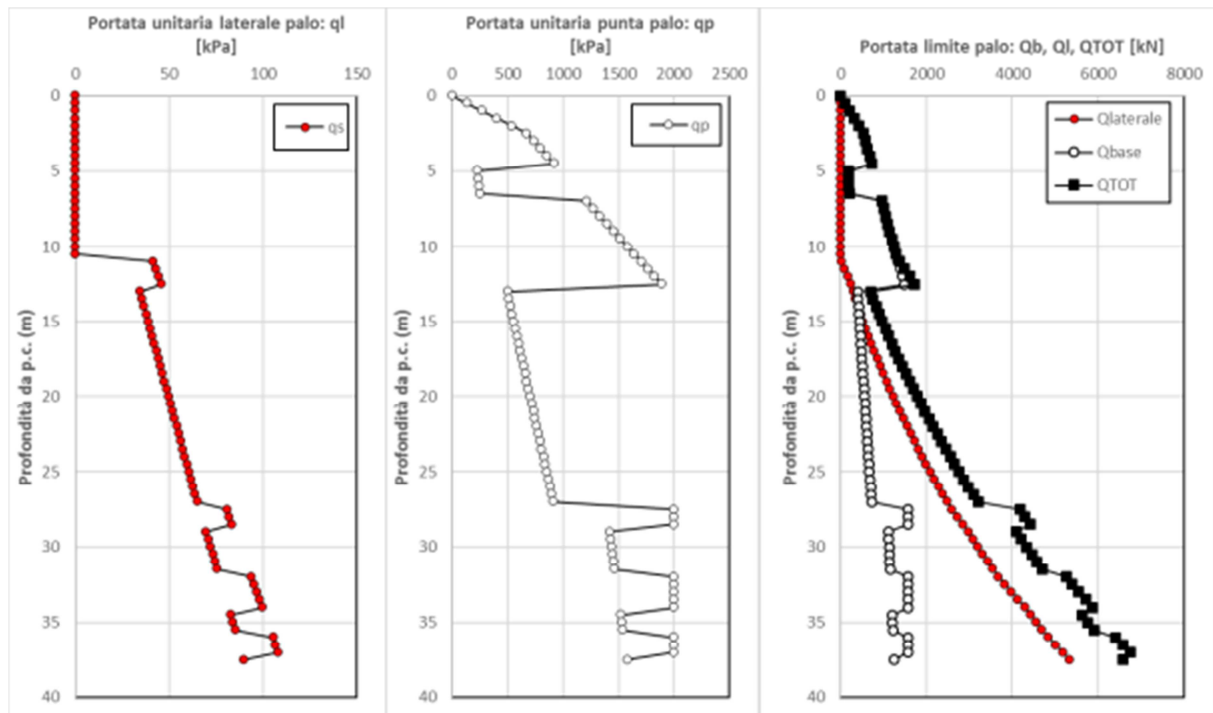 Portata unitaria laterale palo: ql
[kPa]
0 50 100 150
0
5
10
15
20
25
30
35
40
Profondità da p.c. (m)
qs
Portata unitaria punta palo: qp
[kPa]
0 500 1000 1500 2000 2500
0
5
10
15
20
25
30
35
40
Profondità da p.c. (m)
qp
Portata limite palo: Qb, Ql, QTOT [kN]
0 2000 4000 6000 8000
0
5
10
15
20
25
30
35
40
Profondità da p.c. (m)
Qlaterale
Qbase
QTOT